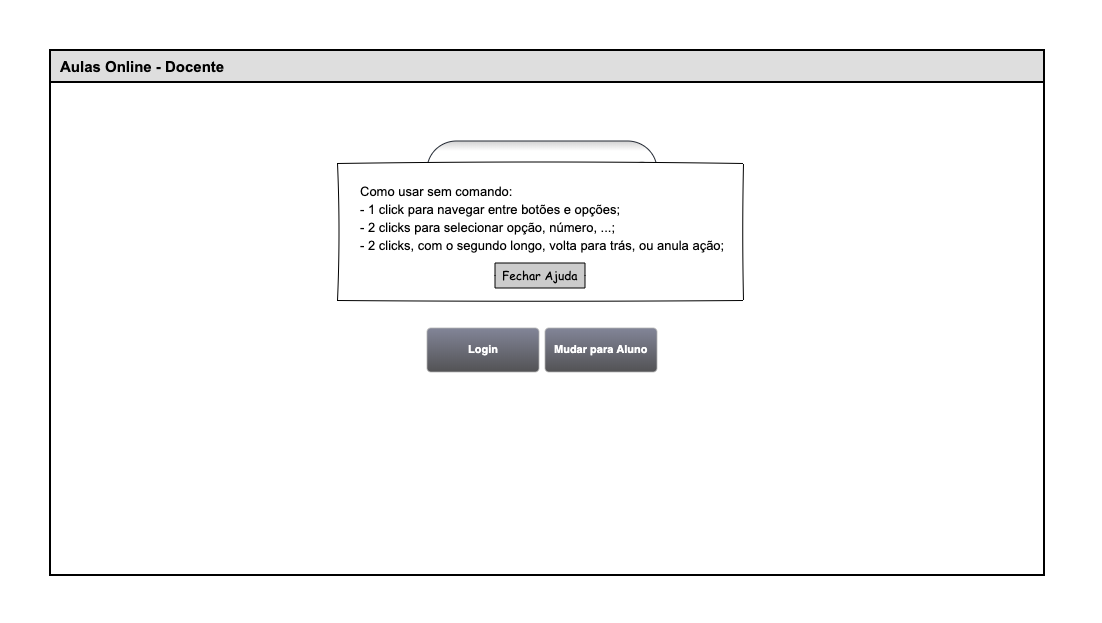 Aulas Online - Docente
Como usar sem comando:
- 1 click para navegar entre botões e opções;
- 2 clicks para selecionar opção, número, ...;
- 2 clicks, com o segundo longo, volta para trás, ou anula ação;
Fechar Ajuda
Login
Mudar para Aluno